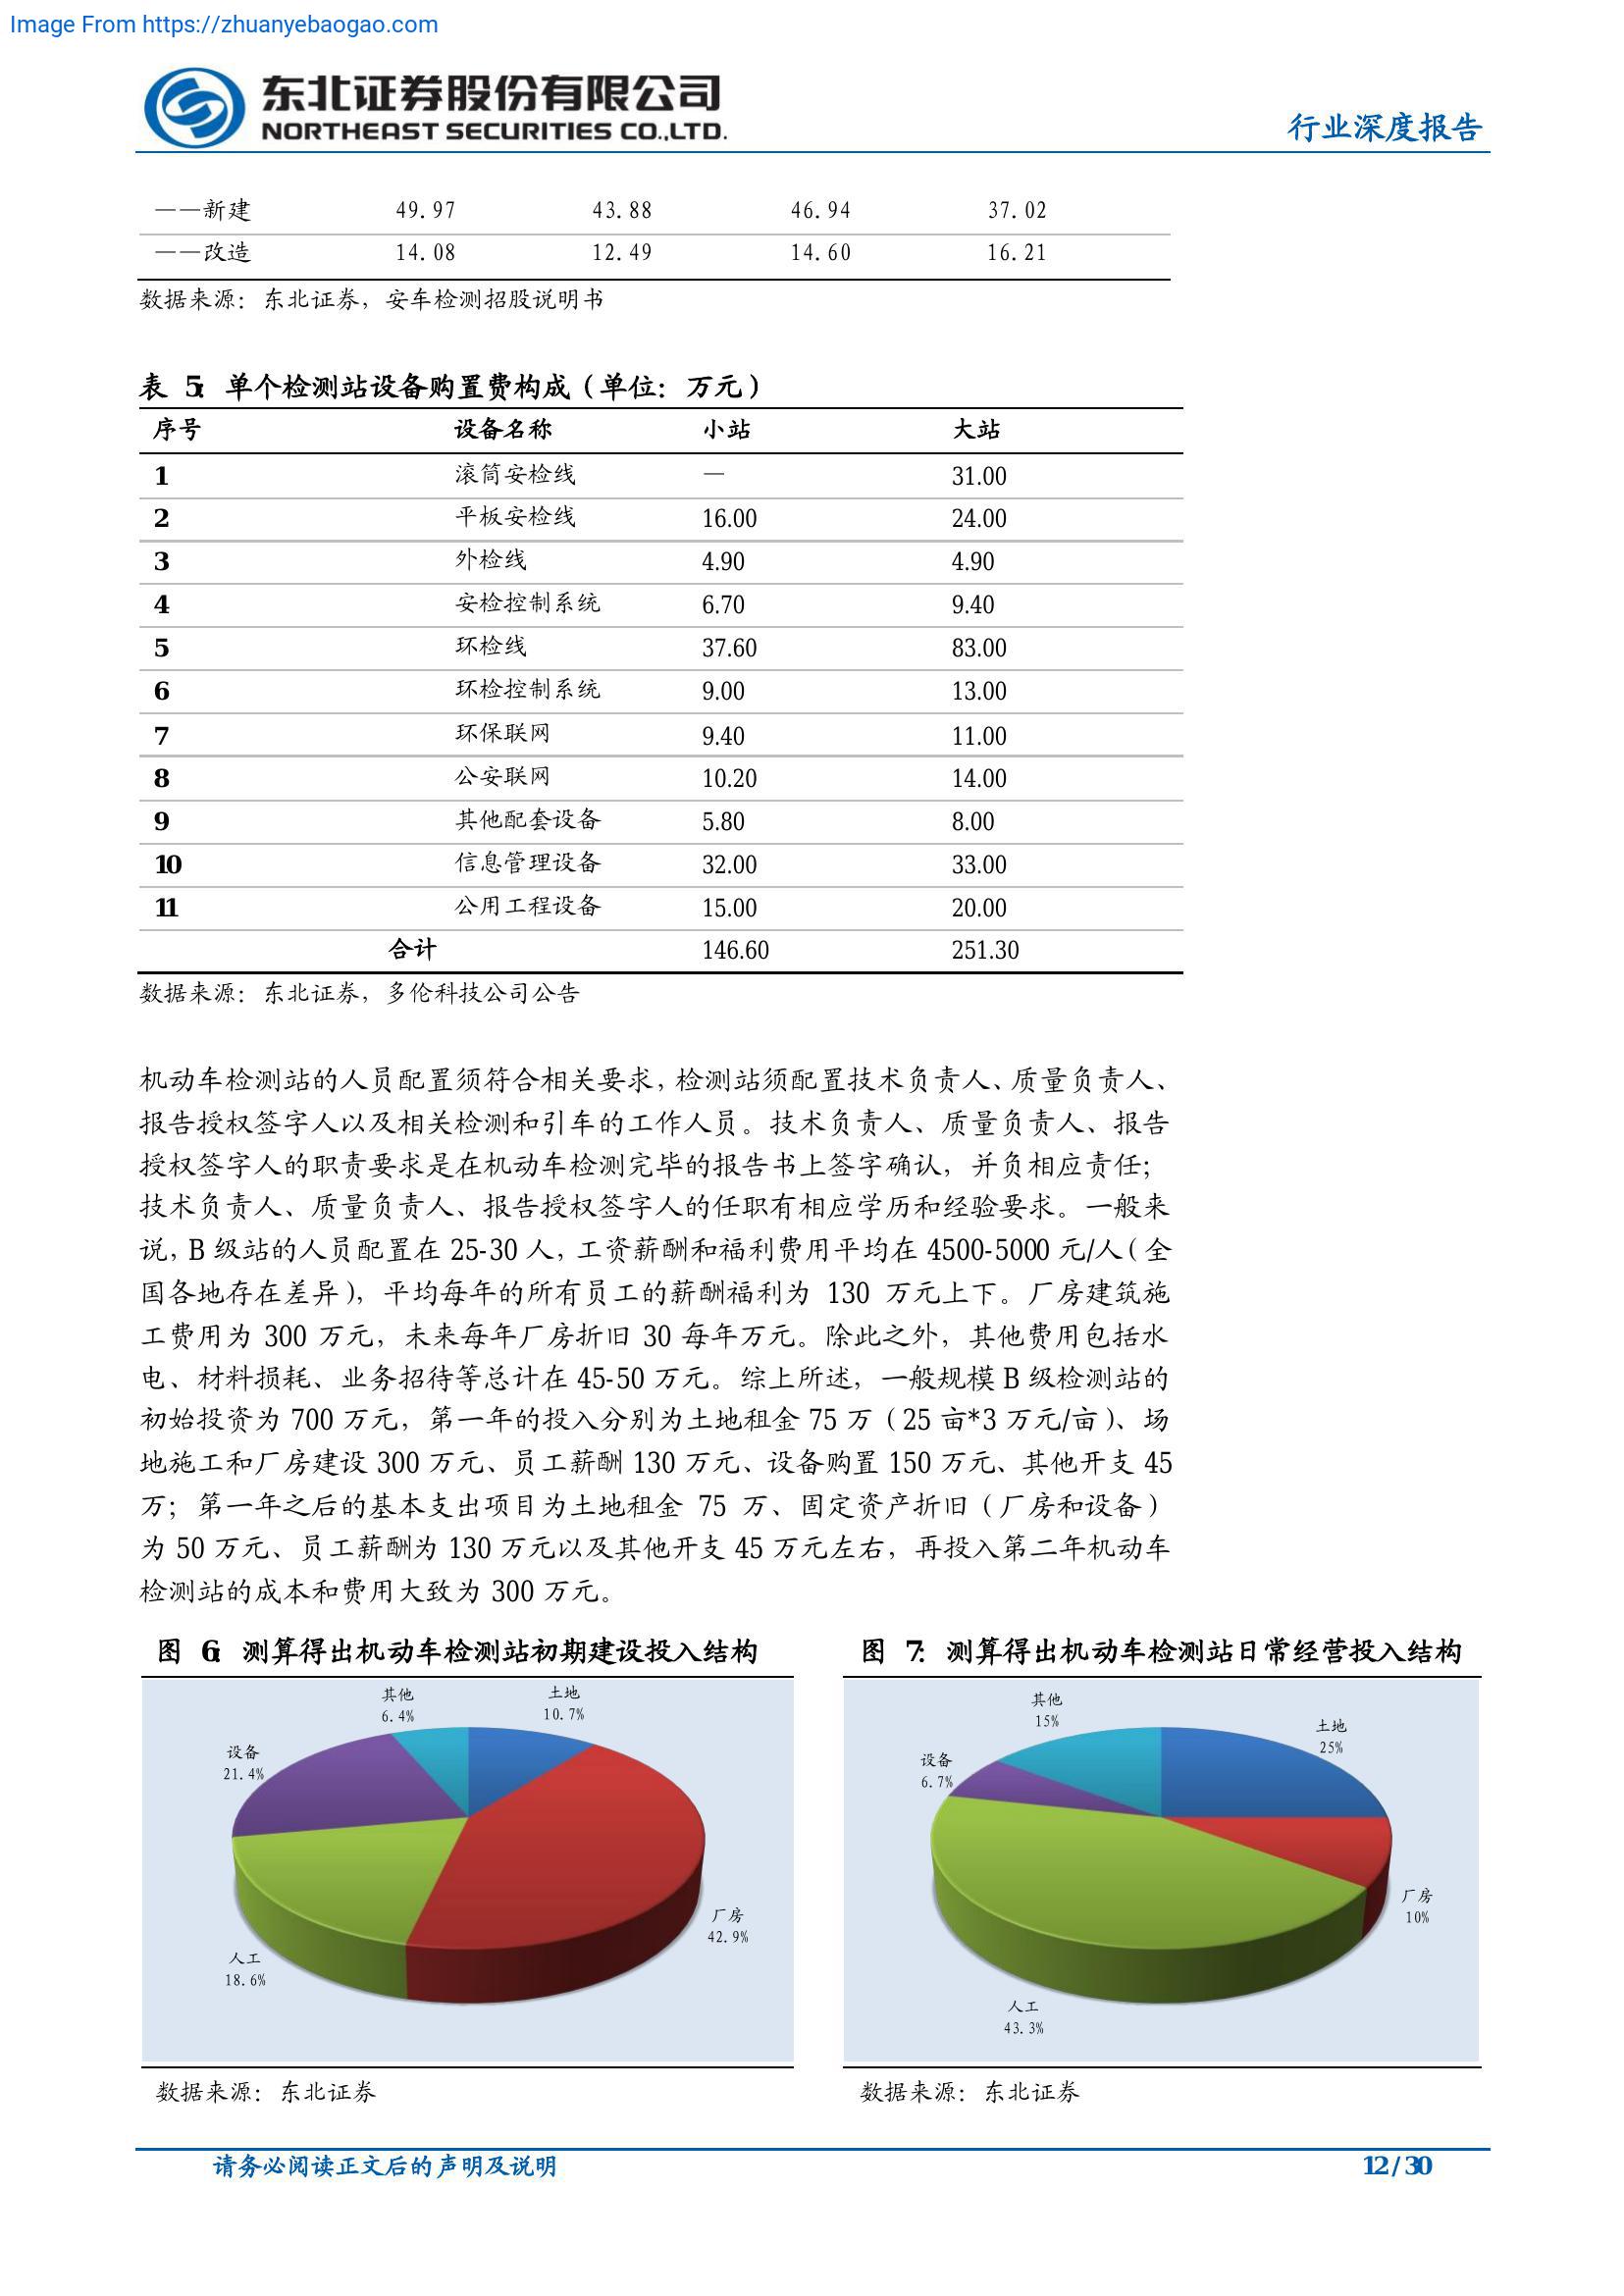 Image From https://zhuanyebaogao.com
东北证券股份有限公司
NORTHEAST SECURITIES CO.,LTD.
行业深度报告
——新建 49.97 43.88 46.94 37.02
——改造 14.08 12.49 14.60 16.21
数据来源：东北证券，安车检测招股说明书
表 5：单个检测站设备购置费构成（单位：万元）
序号 设备名称 小站 大站
1 滚筒安检线 — 31.00
2 平板安检线 16.00 24.00
3 外检线 4.90 4.90
4 安检控制系统 6.70 9.40
5 环检线 37.60 83.00
6 环检控制系统 9.00 13.00
7 环保联网 9.40 11.00
8 公安联网 10.20 14.00
9 其他配套设备 5.80 8.00
10 信息管理设备 32.00 33.00
11 公用工程设备 15.00 20.00
合计 146.60 251.30
数据来源：东北证券，多伦科技公司公告
机动车检测站的人员配置须符合相关要求，检测站须配置技术负责人、质量负责人、
报告授权签字人以及相关检测和引车的工作人员。技术负责人、质量负责人、报告
授权签字人的职责要求是在机动车检测完毕的报告书上签字确认，并负相应责任；
技术负责人、质量负责人、报告授权签字人的任职有相应学历和经验要求。一般来
说，B 级站的人员配置在 25-30 人，工资薪酬和福利费用平均在 4500-5000 元/人（全
国各地存在差异），平均每年的所有员工的薪酬福利为 130 万元上下。厂房建筑施
工费用为 300 万元，未来每年厂房折旧 30 每年万元。除此之外，其他费用包括水
电、材料损耗、业务招待等总计在 45-50 万元。综上所述，一般规模 B 级检测站的
初始投资为 700 万元，第一年的投入分别为土地租金 75 万（25 亩*3 万元/亩）、场
地施工和厂房建设 300 万元、员工薪酬 130 万元、设备购置 150 万元、其他开支 45
万；第一年之后的基本支出项目为土地租金 75 万、固定资产折旧（厂房和设备）
为 50 万元、员工薪酬为 130 万元以及其他开支 45 万元左右，再投入第二年机动车
检测站的成本和费用大致为 300 万元。
图 6：测算得出机动车检测站初期建设投入结构
其他
6.4%
土地
10.7%
设备
21.4%
厂房
42.9%
人工
18.6%
数据来源：东北证券
图 7：测算得出机动车检测站日常经营投入结构
其他
15%
土地
25%
设备
6.7%
厂房
10%
人工
43.3%
数据来源：东北证券
请务必阅读正文后的声明及说明
12 / 30